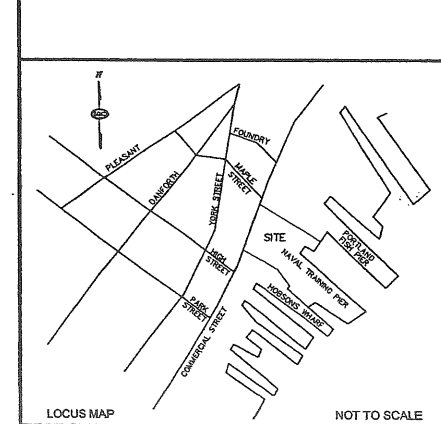 N
LOC
PLEASANT
DANFORTH
FOUNDRY
YORK STREET
MAPLE
STREET
SITE
HIGH
STREET
PARK
STREET
COMMERCIAL STREET
PORTLAND
FISH PIER
NAVAL TRAINING PIER
HOBSONS WHARF
LOCUS MAP
NOT TO SCALE